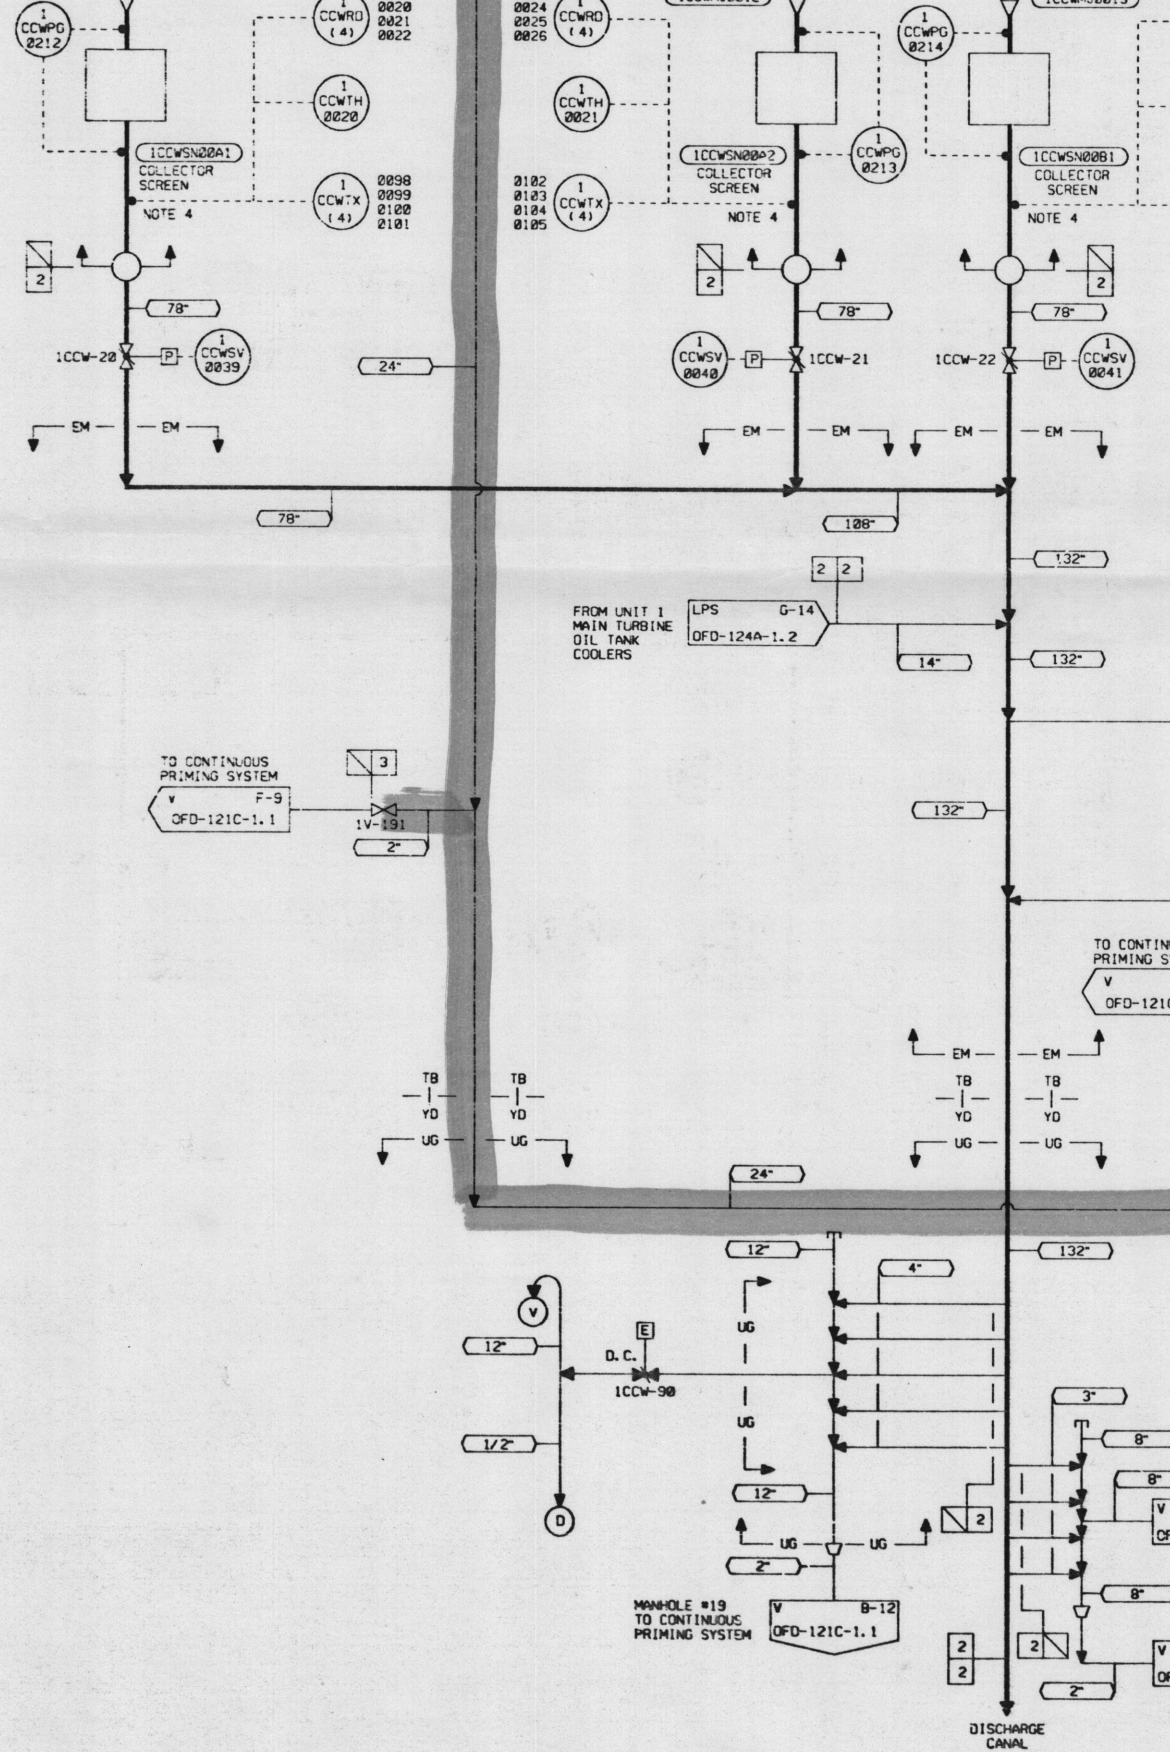 1
CCWPG
0212
CCWRD
(4)
0020
0021
0022
0024
0025
0026
CCWRD
(4)
1
CCWPG
0214
1
CCWTH
0020
1
CCWTH
0021
1CCWSN00A1
COLLECTOR
SCREEN
NOTE 4
1
CCWTX
(4)
0098
0099
0100
0101
0102
0103
0104
0105
1
CCWTX
(4)
1CCWSN00A2
COLLECTOR
SCREEN
NOTE 4
1
CCWPG
0213
1CCWSN00B1
COLLECTOR
SCREEN
NOTE 4
2
2
2
78"
78"
78"
1CCW-20
P
1
CCWSV
0039
24"
1
CCWSV
0040
P
1CCW-21
1CCW-22
P
1
CCWSV
0041
EM
EM
EM
EM
EM
EM
78"
108"
132"
2 2
FROM UNIT 1
MAIN TURBINE
OIL TANK
COOLERS
LPS G-14
OFD-124A-1.2
14"
132"
TO CONTINUOUS
PRIMING SYSTEM
V F-9
OFD-121C-1.1
3
1V-191
2"
132"
V
EM
EM
TB
YD
TB
YD
TB
YD
TB
YD
UG
UG
UG
UG
24"
12"
132"
4"
V
UG
12"
E
D.C.
1CCW-90
3"
UG
1/2"
8"
8"
12"
D
2
V
UG
UG
2"
8"
MANHOLE #19
TO CONTINUOUS
PRIMING SYSTEM
V B-12
OFD-121C-1.1
2
2
2
V
2"
DISCHARGE
CANAL